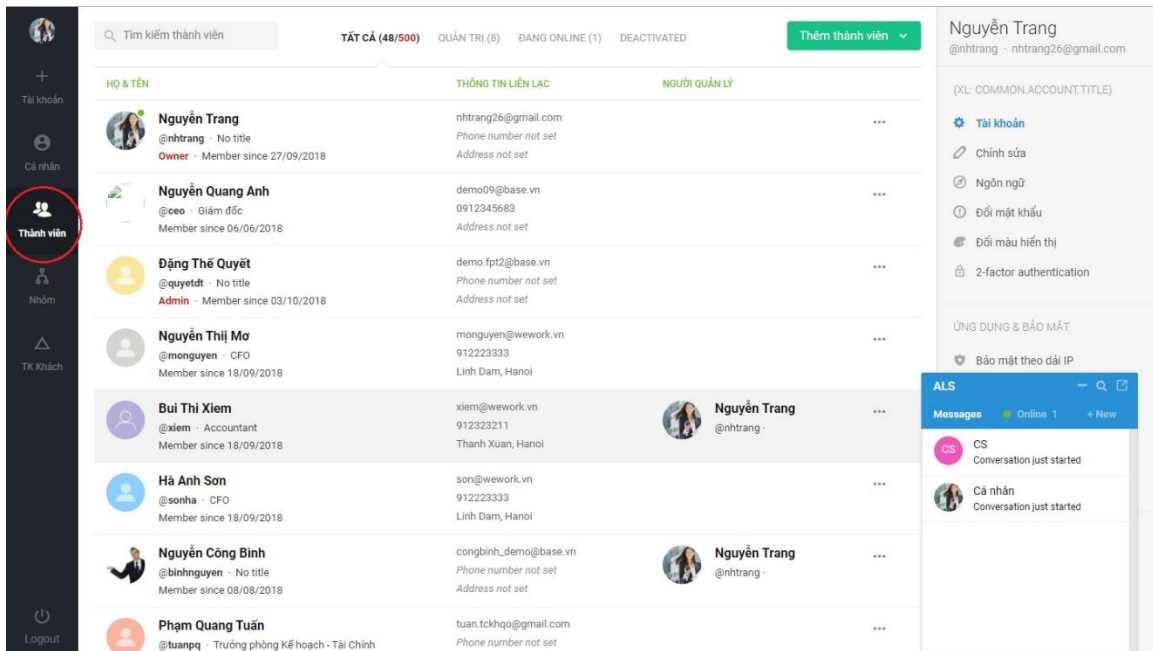 Tài khoản
Cá nhân
Thành viên
Nhóm
TK Khách
Logout
Tìm kiếm thành viên
TẤT CẢ (48/500) QUẢN TRỊ (8) ĐANG ONLINE (1) DEACTIVATED
Thêm thành viên
HỌ & TÊN THÔNG TIN LIÊN LẠC NGƯỜI QUẢN LÝ
Nguyễn Trang
@nhtrang · No title
Owner · Member since 27/09/2018
nhtrang26@gmail.com
Phone number not set
Address not set
Nguyễn Quang Anh
@ceo · Giám đốc
Member since 06/06/2018
demo09@base.vn
0912345683
Address not set
Đặng Thế Quyết
@quyetdt · No title
Admin · Member since 03/10/2018
demo.fpt2@base.vn
Phone number not set
Address not set
Nguyễn Thiị Mơ
@monguyen · CFO
Member since 18/09/2018
monguyen@wework.vn
912223333
Linh Dam, Hanoi
Bui Thi Xiem
@xiem · Accountant
Member since 18/09/2018
xiem@wework.vn
912323211
Thanh Xuan, Hanoi
Nguyễn Trang
@nhtrang ·
Hà Anh Sơn
@sonha · CFO
Member since 18/09/2018
son@wework.vn
912223333
Linh Dam, Hanoi
Nguyễn Công Bình
@binhnguyen · No title
Member since 08/08/2018
congbinh_demo@base.vn
Phone number not set
Address not set
Nguyễn Trang
@nhtrang ·
Phạm Quang Tuấn
@tuanpq · Trưởng phòng Kế hoạch - Tài Chính
tuan.tckhqo@gmail.com
Phone number not set
Nguyễn Trang
@nhtrang · nhtrang26@gmail.com
{XL: COMMON.ACCOUNT.TITLE}
Tài khoản
Chỉnh sửa
Ngôn ngữ
Đổi mật khẩu
Đổi màu hiển thị
2-factor authentication
ỨNG DỤNG & BẢO MẬT
Bảo mật theo dải IP
ALS
Messages Online 1 + New
CS
CS
Conversation just started
Cá nhân
Conversation just started